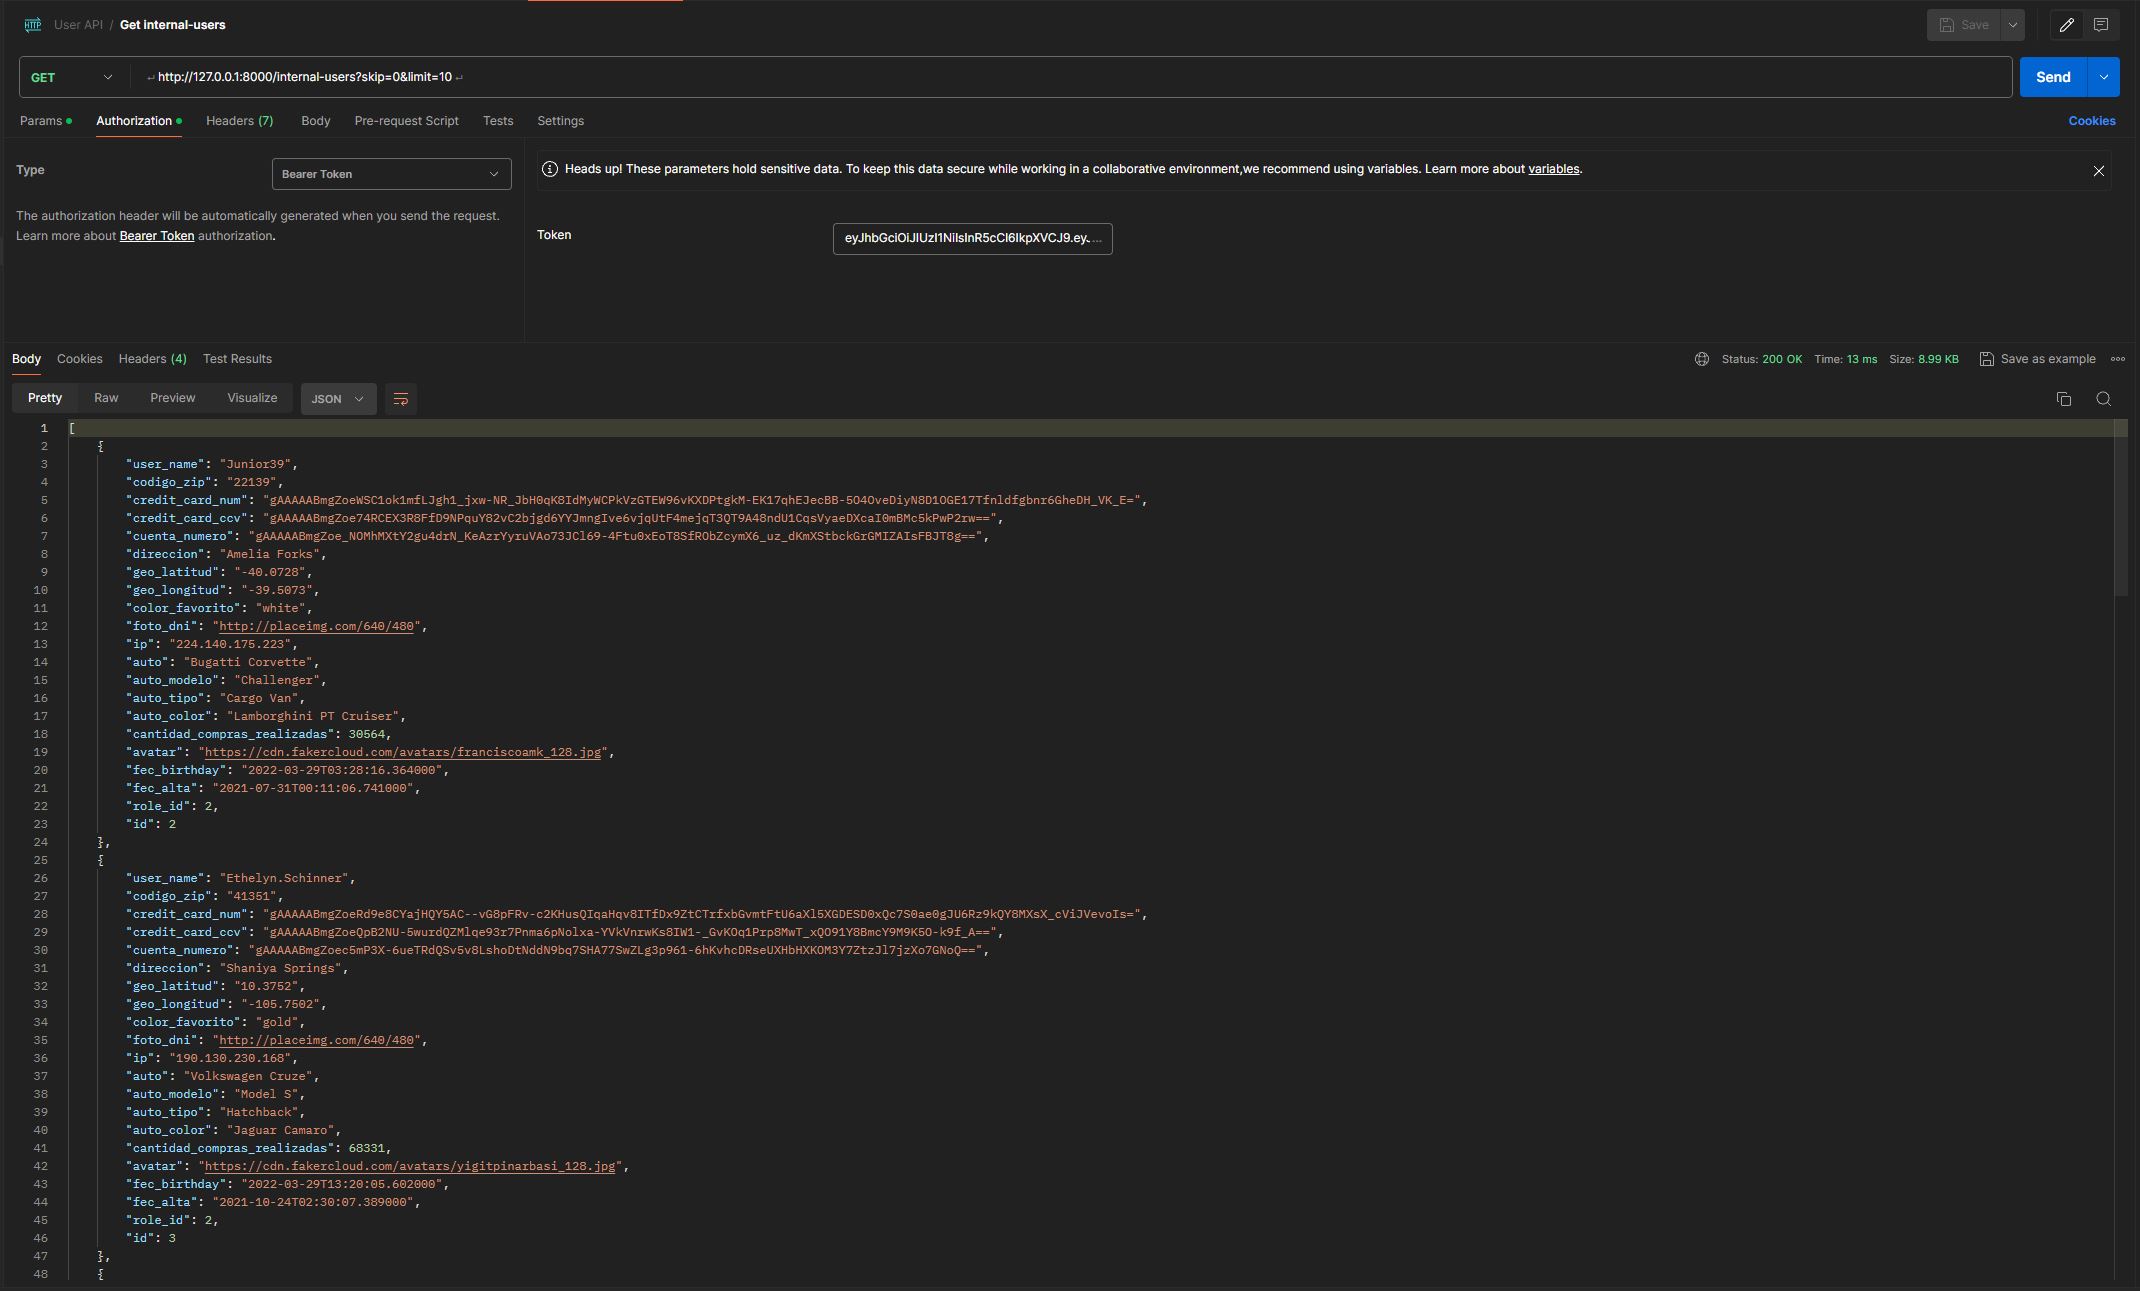 User API / Get internal-users
Save
GET http://127.0.0.1:8000/internal-users?skip=0&limit=10
Send
Params Authorization Headers (7) Body Pre-request Script Tests Settings
Cookies
Type
Bearer Token
Heads up! These parameters hold sensitive data. To keep this data secure while working in a collaborative environment,we recommend using variables. Learn more about variables.
The authorization header will be automatically generated when you send the request.
Learn more about Bearer Token authorization.
Token
eyJhbGciOiJIUzI1NiIsInR5cCI6IkpXVCJ9.eyJ...
Body Cookies Headers (4) Test Results
Status: 200 OK Time: 13 ms Size: 8.99 KB Save as example
Pretty Raw Preview Visualize JSON
1 [
2 {
3 "user_name": "Junior39",
4 "codigo_zip": "22139",
5 "credit_card_num": "gAAAAABmgZoeWSC1ok1mfLJgh1_jxw-NR_JbH0qK8IdMyWCPkVzGTEW96vKXDPtgkM-EK17qhEJecBB-5O4OveDiyN8D1OGE17Tfnldfgbnr6GheDH_VK_E=",
6 "credit_card_ccv": "gAAAAABmgZoe74RCEX3R8FfD9NPquY82vC2bjgd6YYJmngIve6vjqUtF4mejqT3QT9A48ndU1CqsVyaeDXcaI0mBMc5kPwP2rw==",
7 "cuenta_numero": "gAAAAABmgZoe_NOMhMXtY2gu4drN_KeAzrYyruVAo73JCl69-4Ftu0xEoT8SfRObZcymX6_uz_dKmXStbckGrGMIZAIsFBJT8g==",
8 "direccion": "Amelia Forks",
9 "geo_latitud": "-40.0728",
10 "geo_longitud": "-39.5073",
11 "color_favorito": "white",
12 "foto_dni": "http://placeimg.com/640/480",
13 "ip": "224.140.175.223",
14 "auto": "Bugatti Corvette",
15 "auto_modelo": "Challenger",
16 "auto_tipo": "Cargo Van",
17 "auto_color": "Lamborghini PT Cruiser",
18 "cantidad_compras_realizadas": 30564,
19 "avatar": "https://cdn.fakercloud.com/avatars/franciscoamk_128.jpg",
20 "fec_birthday": "2022-03-29T03:28:16.364000",
21 "fec_alta": "2021-07-31T00:11:06.741000",
22 "role_id": 2,
23 "id": 2
24 },
25 {
26 "user_name": "Ethelyn.Schinner",
27 "codigo_zip": "41351",
28 "credit_card_num": "gAAAAABmgZoeRd9e8CYajHQY5AC--vG8pFRv-c2KHusQIqaHqv8ITfDx9ZtCTrfxbGvmtFtU6aXl5XGDESD0xQc7S0ae0gJU6Rz9kQY8MXsX_cViJVevoIs=",
29 "credit_card_ccv": "gAAAAABmgZoeQpB2NU-5wurdQZMlqe93r7Pnma6pNolxa-YVkVnrwKs8IW1-_GvKOq1Prp8MwT_xQO91Y8BmcY9M9K5O-k9f_A==",
30 "cuenta_numero": "gAAAAABmgZoec5mP3X-6ueTRdQSv5v8LshoDtNddN9bq7SHA77SwZLg3p961-6hKvhcDRseUXHbHXKOM3Y7ZtzJl7jzXo7GNoQ==",
31 "direccion": "Shaniya Springs",
32 "geo_latitud": "10.3752",
33 "geo_longitud": "-105.7502",
34 "color_favorito": "gold",
35 "foto_dni": "http://placeimg.com/640/480",
36 "ip": "190.130.230.168",
37 "auto": "Volkswagen Cruze",
38 "auto_modelo": "Model S",
39 "auto_tipo": "Hatchback",
40 "auto_color": "Jaguar Camaro",
41 "cantidad_compras_realizadas": 68331,
42 "avatar": "https://cdn.fakercloud.com/avatars/yigitpinarbasi_128.jpg",
43 "fec_birthday": "2022-03-29T13:20:05.602000",
44 "fec_alta": "2021-10-24T02:30:07.389000",
45 "role_id": 2,
46 "id": 3
47 },
48 {